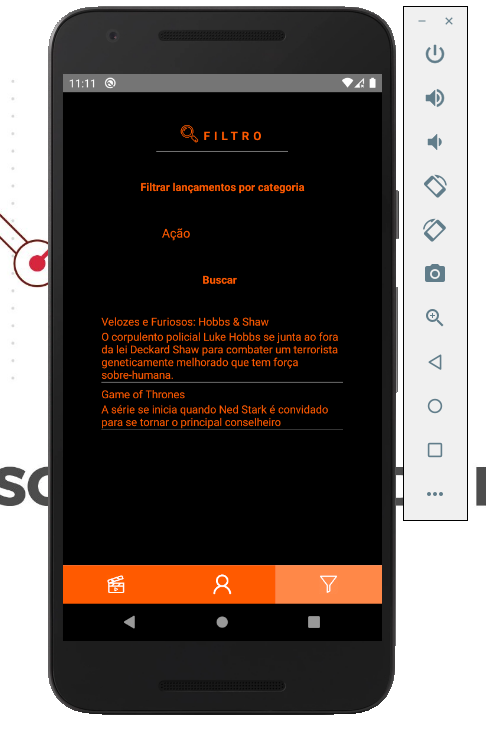 11:11
FILTRO
Filtrar lançamentos por categoria
Ação
Buscar
Velozes e Furiosos: Hobbs & Shaw
O corpulento policial Luke Hobbs se junta ao fora
da lei Deckard Shaw para combater um terrorista
geneticamente melhorado que tem força
sobre-humana.
Game of Thrones
A série se inicia quando Ned Stark é convidado
para se tornar o principal conselheiro